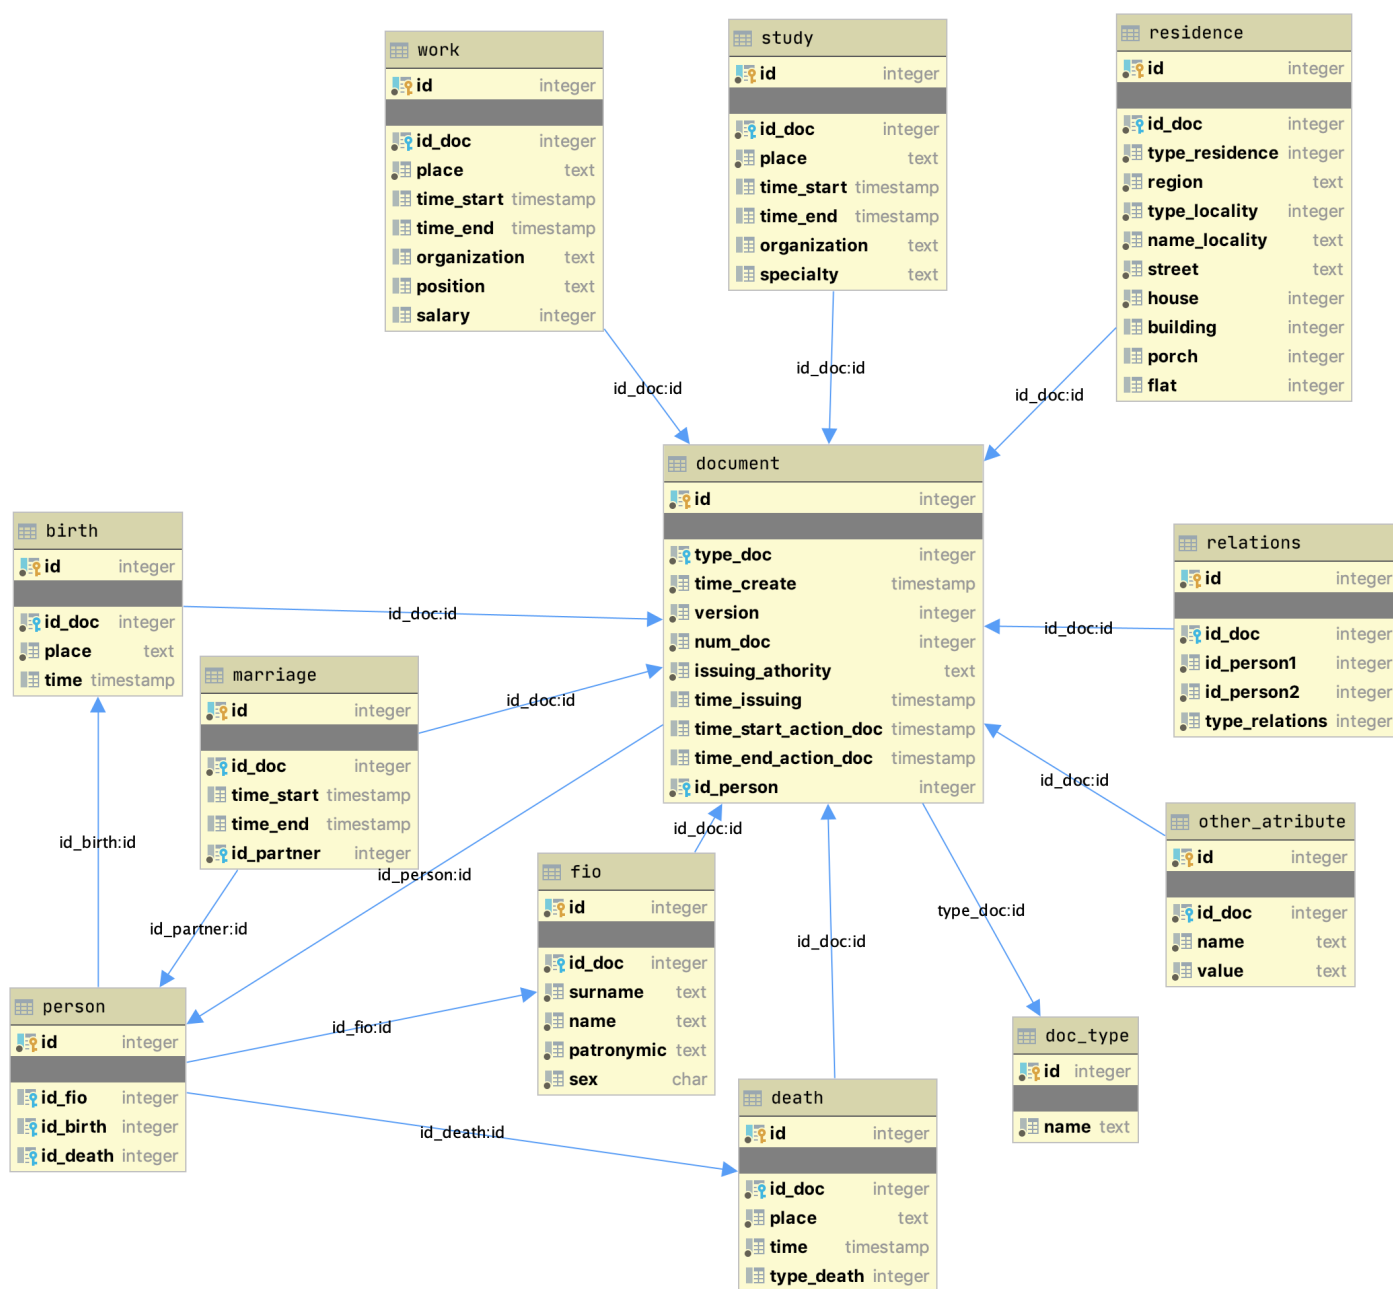 work
id integer
id_doc integer
place text
time_start timestamp
time_end timestamp
organization text
position text
salary integer
study
id integer
id_doc integer
place text
time_start timestamp
time_end timestamp
organization text
specialty text
residence
id integer
id_doc integer
type_residence integer
region text
type_locality integer
name_locality text
street text
house integer
building integer
porch integer
flat integer
id_doc:id
id_doc:id
id_doc:id
document
id integer
type_doc integer
time_create timestamp
version integer
num_doc integer
issuing_athority text
time_issuing timestamp
time_start_action_doc timestamp
time_end_action_doc timestamp
id_person integer
birth
id integer
id_doc integer
place text
time timestamp
id_doc:id
relations
id integer
id_doc integer
id_person1 integer
id_person2 integer
type_relations integer
id_doc:id
marriage
id integer
id_doc integer
time_start timestamp
time_end timestamp
id_partner integer
id_doc:id
id_birth:id
id_person:id
id_partner:id
id_doc:id
id_doc:id
other_atribute
id integer
id_doc integer
name text
value text
fio
id integer
id_doc integer
surname text
name text
patronymic text
sex char
id_doc:id
type_doc:id
person
id integer
id_fio integer
id_birth integer
id_death integer
id_fio:id
id_death:id
doc_type
id integer
name text
death
id integer
id_doc integer
place text
time timestamp
type_death integer